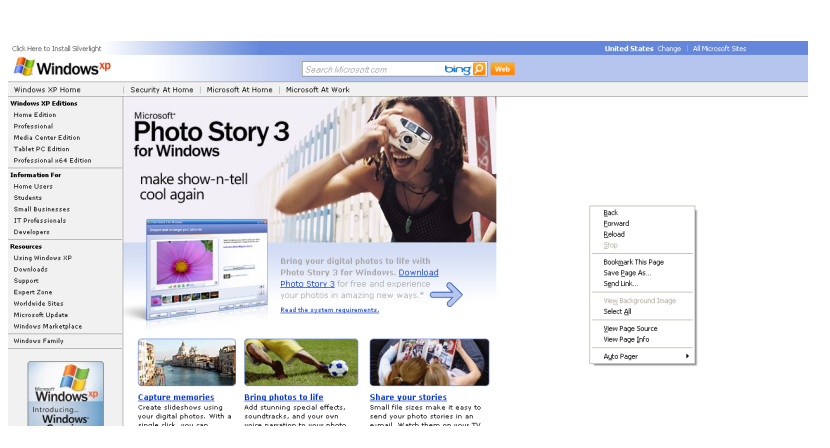 Click Here to Install Silverlight
United States Change | All Microsoft Sites
Windows xp
Search Microsoft.com
bing
Web
Windows XP Home | Security At Home | Microsoft At Home | Microsoft At Work
Windows XP Editions
Home Edition
Professional
Media Center Edition
Tablet PC Edition
Professional x64 Edition
Information For
Home Users
Students
Small Businesses
IT Professionals
Developers
Resources
Using Windows XP
Downloads
Support
Expert Zone
Worldwide Sites
Microsoft Update
Windows Marketplace
Windows Family
Microsoft
Windows xp
Introducing...
Windows
Microsoft
Photo Story 3
for Windows
make show-n-tell
cool again
Bring your digital photos to life with
Photo Story 3 for Windows. Download
Photo Story 3 for free and experience
your photos in amazing new ways.*
Read the system requirements.
Capture memories
Create slideshows using
your digital photos. With a
single click, you can
Bring photos to life
Add stunning special effects,
soundtracks, and your own
voice narration to your photo
Share your stories
Small file sizes make it easy to
send your photo stories in an
e-mail. Watch them on your TV,
Back
Forward
Reload
Stop
Bookmark This Page
Save Page As...
Send Link...
View Background Image
Select All
View Page Source
View Page Info
Auto Pager